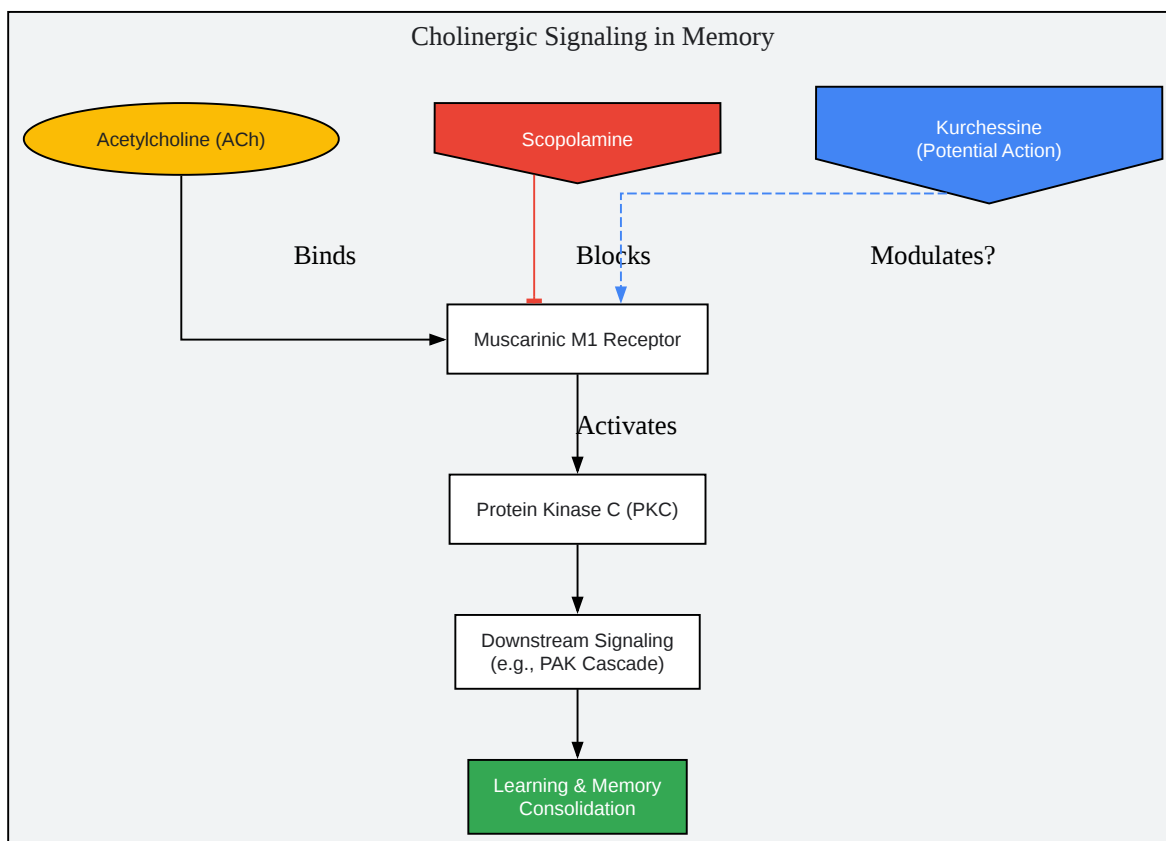 Cholinergic Signaling in Memory
Acetylcholine (ACh)
Scopolamine
Kurchessine
(Potential Action)
Binds
Blocks
Modulates?
Muscarinic M1 Receptor
Activates
Protein Kinase C (PKC)
Downstream Signaling
(e.g., PAK Cascade)
Learning & Memory
Consolidation